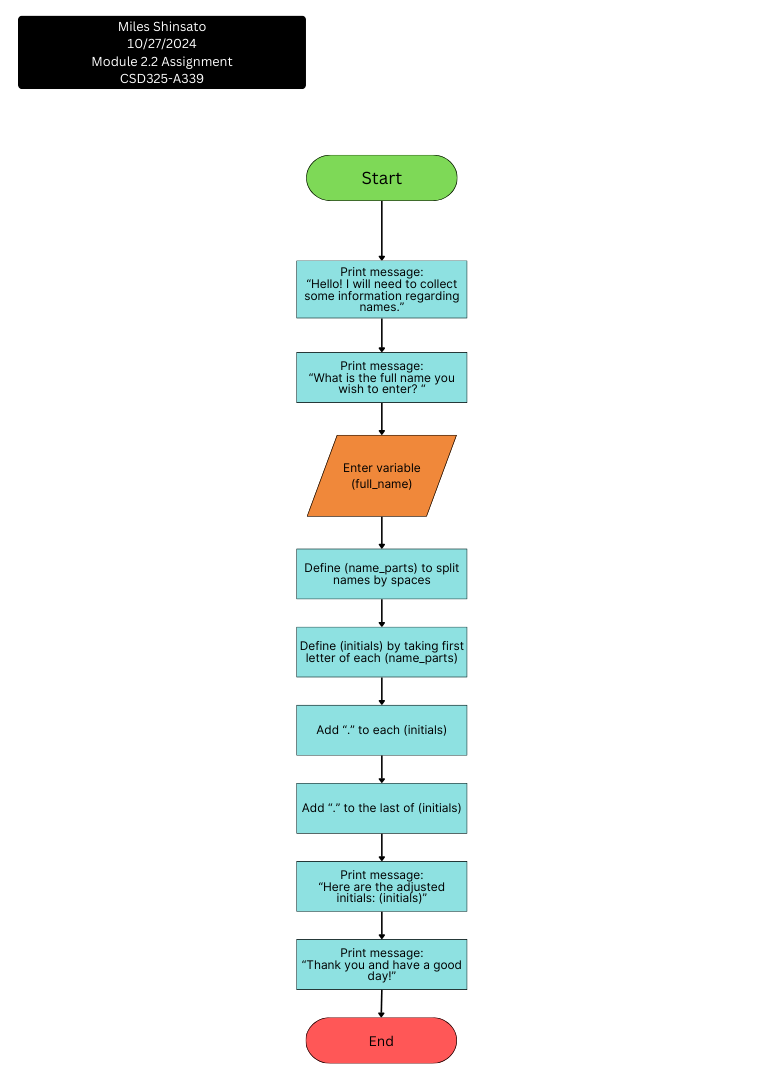 Miles Shinsato
10/27/2024
Module 2.2 Assignment
CSD325-A339
Start
Print message:
“Hello! I will need to collect
some information regarding
names.”
Print message:
“What is the full name you
wish to enter? “
Enter variable
(full_name)
Define (name_parts) to split
names by spaces
Define (initials) by taking first
letter of each (name_parts)
Add “.” to each (initials)
Add “.” to the last of (initials)
Print message:
“Here are the adjusted
initials: (initials)”
Print message:
“Thank you and have a good
day!”
End